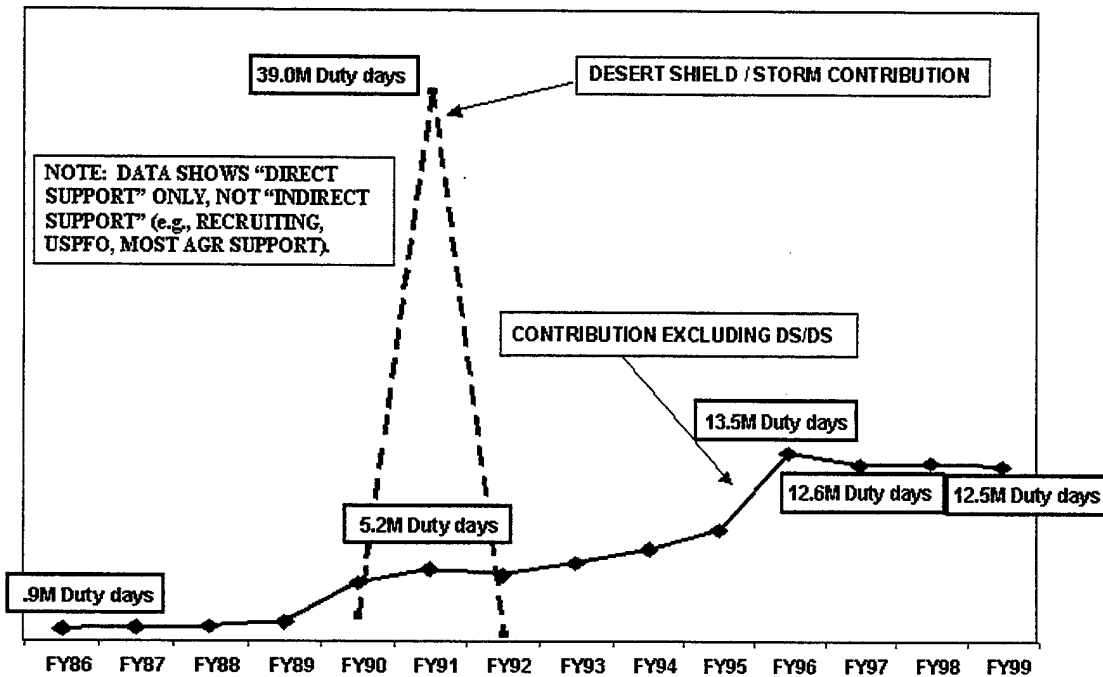 39.0M Duty days
DESERT SHIELD / STORM CONTRIBUTION
NOTE: DATA SHOWS “DIRECT
SUPPORT” ONLY, NOT “INDIRECT
SUPPORT” (e.g., RECRUITING,
USPFO, MOST AGR SUPPORT).
CONTRIBUTION EXCLUDING DS/DS
13.5M Duty days
12.6M Duty days
12.5M Duty days
5.2M Duty days
.9M Duty days
FY86 FY87 FY88 FY89 FY90 FY91 FY92 FY93 FY94 FY95 FY96 FY97 FY98 FY99